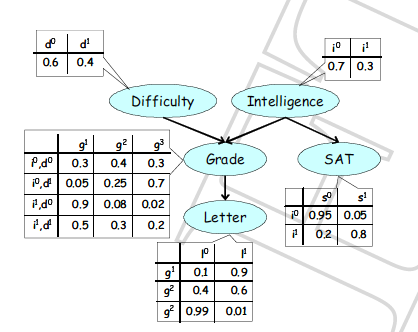 d⁰ d¹
0.6 0.4
i⁰ i¹
0.7 0.3
Difficulty
Intelligence
g¹ g² g³
i⁰,d⁰ 0.3 0.4 0.3
i⁰,d¹ 0.05 0.25 0.7
i¹,d⁰ 0.9 0.08 0.02
i¹,d¹ 0.5 0.3 0.2
Grade
SAT
s⁰ s¹
i⁰ 0.95 0.05
i¹ 0.2 0.8
Letter
l⁰ l¹
g¹ 0.1 0.9
g² 0.4 0.6
g² 0.99 0.01